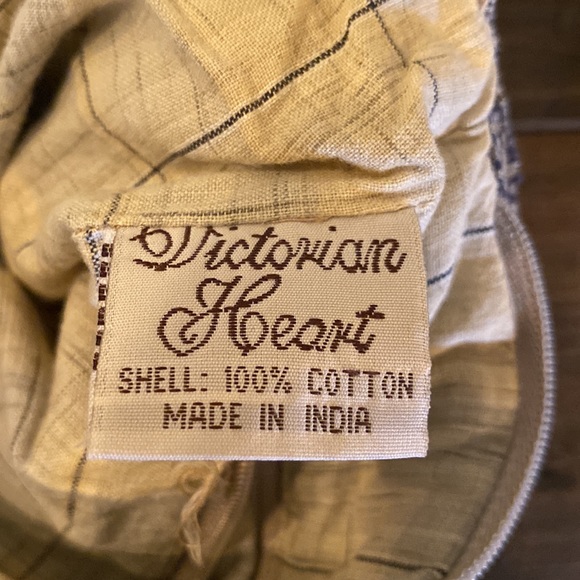 Victorian
Heart
SHELL: 100% COTTON
MADE IN INDIA